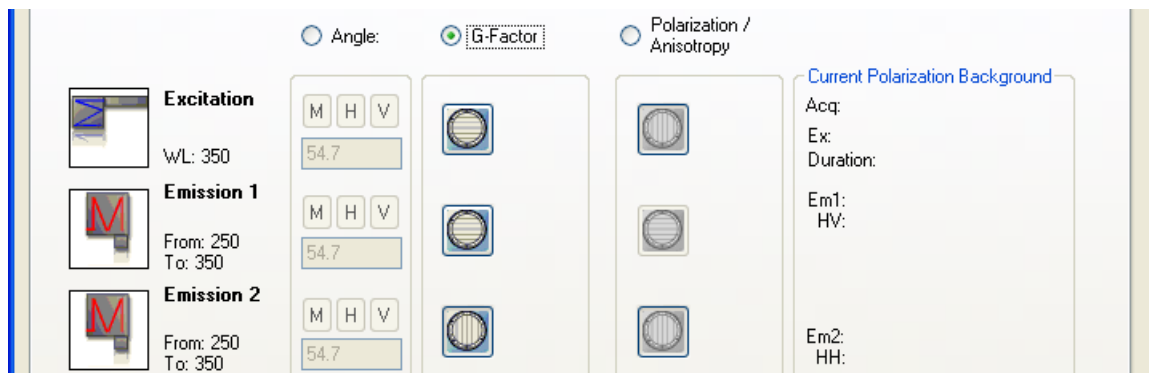 Angle:
G-Factor
Polarization /
Anisotropy
Current Polarization Background
Excitation
WL: 350
M H V
54.7
Acq:
Ex:
Duration:
Emission 1
From: 250
To: 350
M H V
54.7
Em1:
HV:
Emission 2
From: 250
To: 350
M H V
54.7
Em2:
HH: